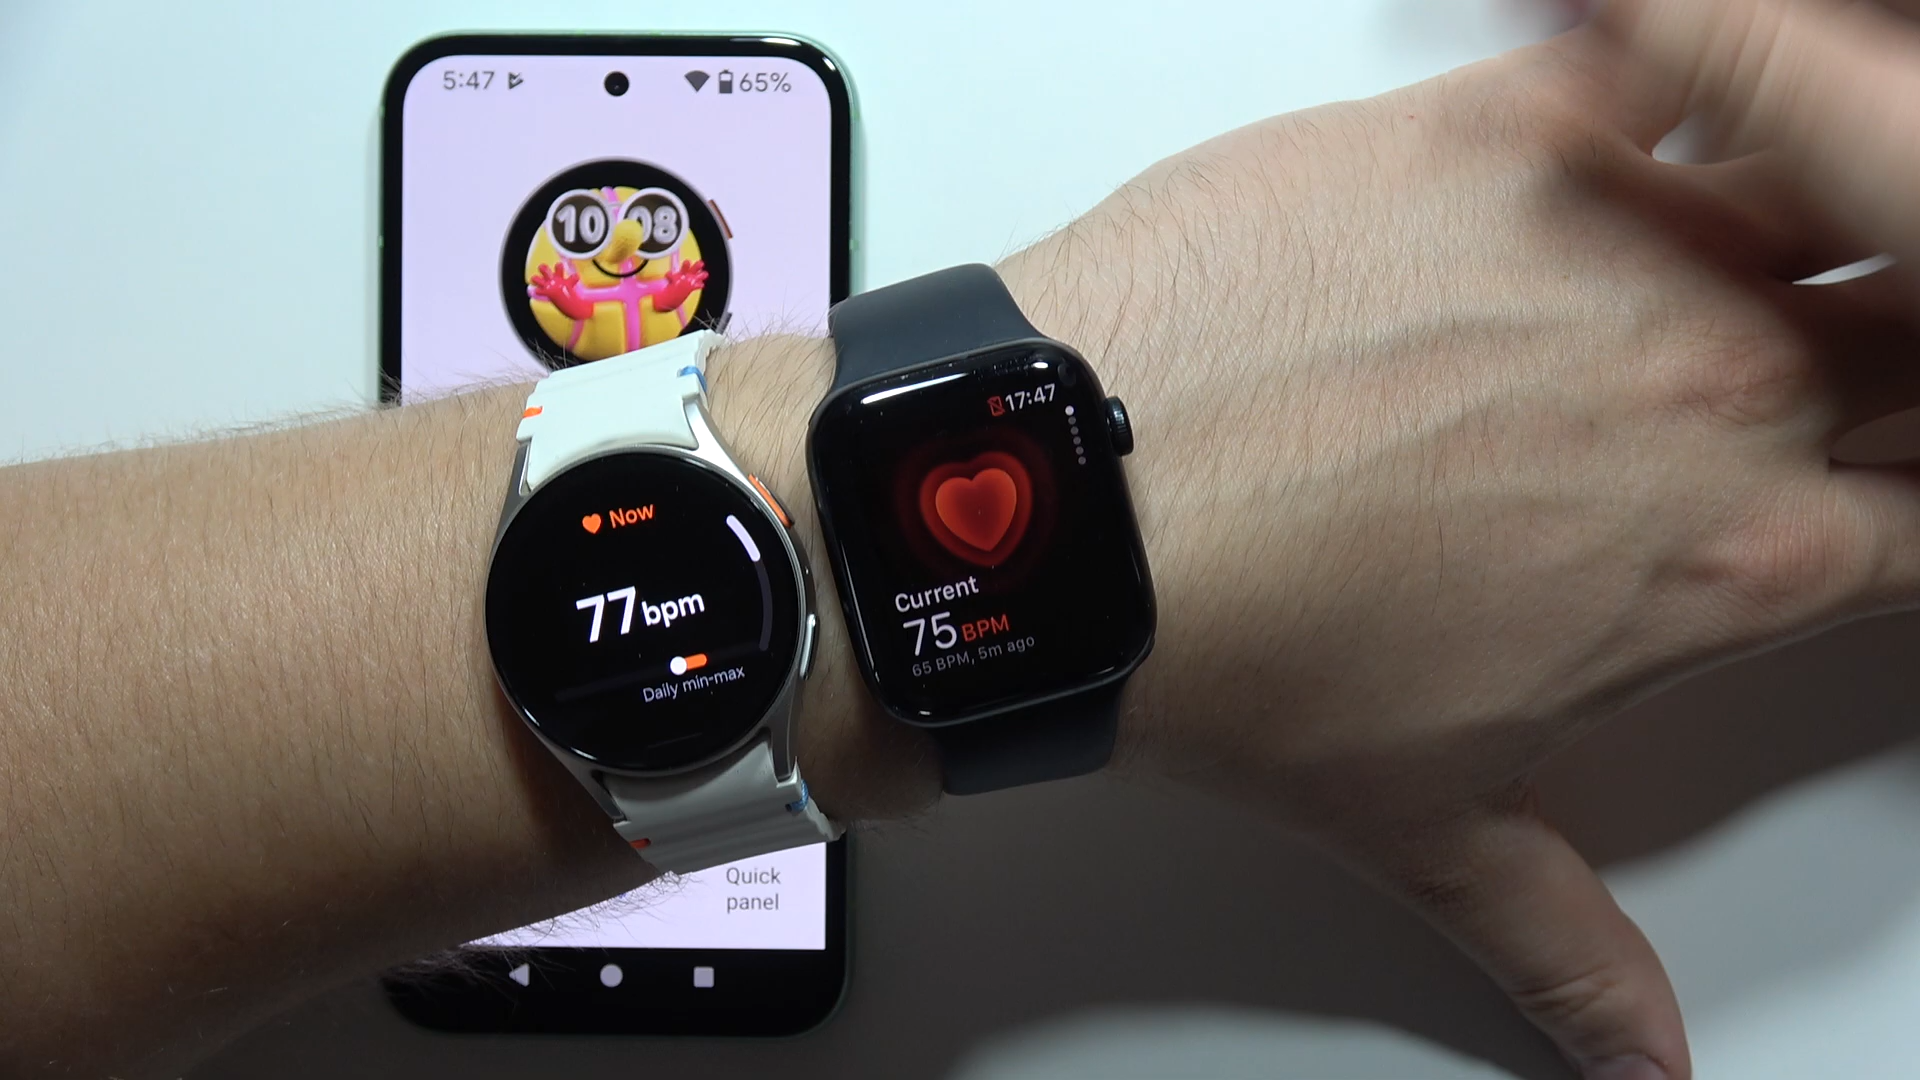 5:47 65%
10 08
Now
77 bpm
Daily min-max
17:47
Current
75 BPM
65 BPM, 5m ago
Quick
panel